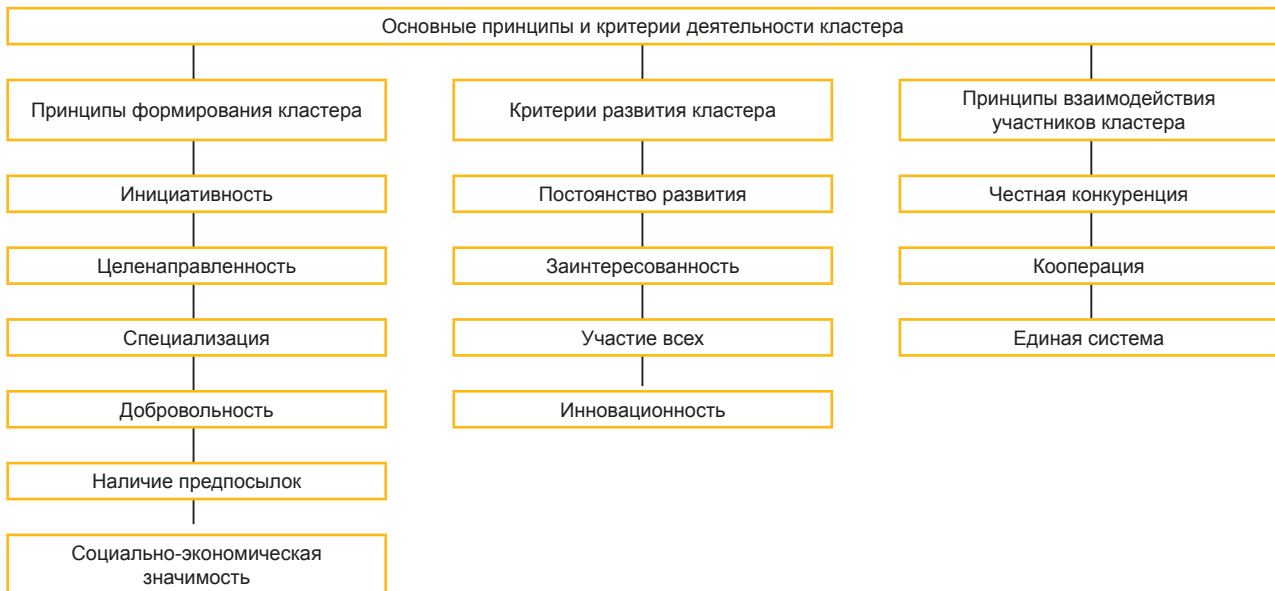 Основные принципы и критерии деятельности кластера
Принципы формирования кластера
Критерии развития кластера
Принципы взаимодействия
участников кластера
Инициативность
Постоянство развития
Честная конкуренция
Целенаправленность
Заинтересованность
Кооперация
Специализация
Участие всех
Единая система
Добровольность
Инновационность
Наличие предпосылок
Социально-экономическая
значимость